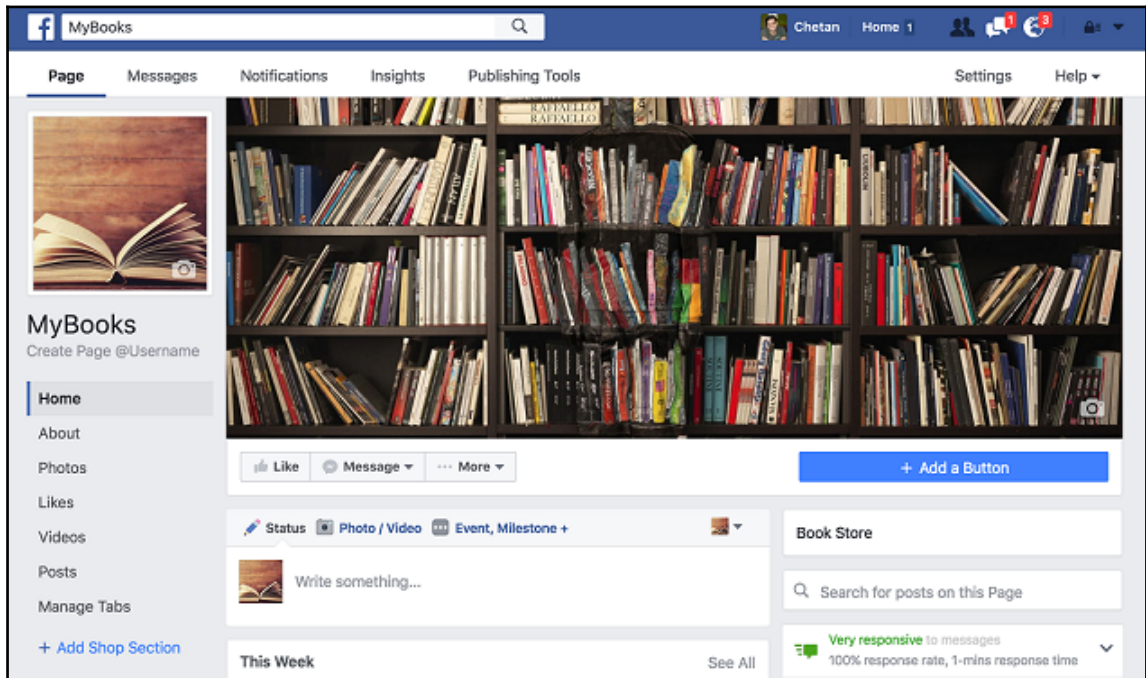 f MyBooks Chetan Home 1 1 3
Page Messages Notifications Insights Publishing Tools Settings Help
RAFFAELLO
RAFFAELLO
MyBooks
Create Page @Username
Home
About
Photos
Likes
Videos
Posts
Manage Tabs
+ Add Shop Section
Like Message ... More + Add a Button
Status Photo / Video Event, Milestone +
Write something...
This Week See All
Book Store
Search for posts on this Page
Very responsive to messages
100% response rate, 1-mins response time